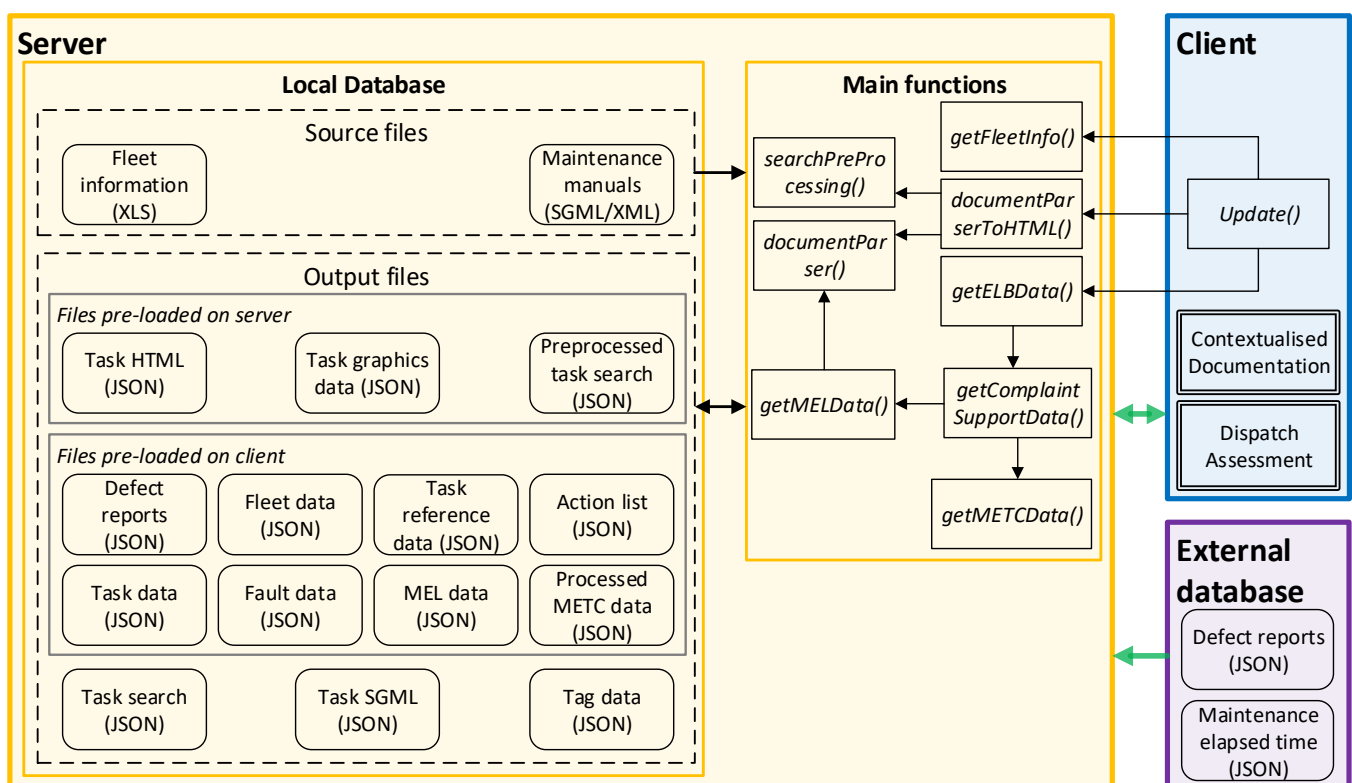 Server
Local Database
Source files
Fleet
information
(XLS)
Maintenance
manuals
(SGML/XML)
Output files
Files pre-loaded on server
Task HTML
(JSON)
Task graphics
data (JSON)
Preprocessed
task search
(JSON)
Files pre-loaded on client
Defect
reports
(JSON)
Fleet data
(JSON)
Task
reference
data (JSON)
Action list
(JSON)
Task data
(JSON)
Fault data
(JSON)
MEL data
(JSON)
Processed
METC data
(JSON)
Task search
(JSON)
Task SGML
(JSON)
Tag data
(JSON)
Main functions
searchPrePro
cessing()
getFleetInfo()
documentPar
serToHTML()
documentPar
ser()
getELBData()
getMELData()
getComplaint
SupportData()
getMETCData()
Client
Update()
Contextualised
Documentation
Dispatch
Assessment
External
database
Defect reports
(JSON)
Maintenance
elapsed time
(JSON)